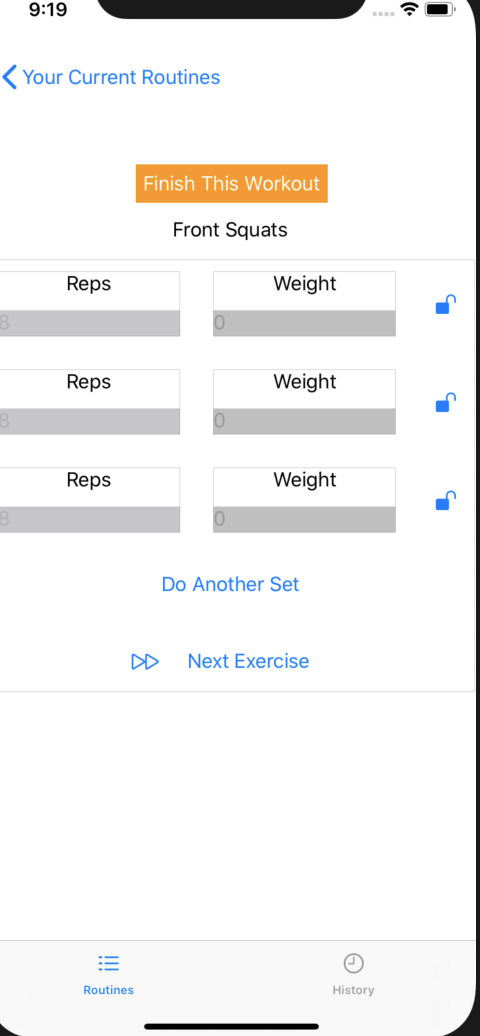 9:19
Your Current Routines
Finish This Workout
Front Squats
Reps Weight
8 0
Reps Weight
8 0
Reps Weight
8 0
Do Another Set
Next Exercise
Routines History